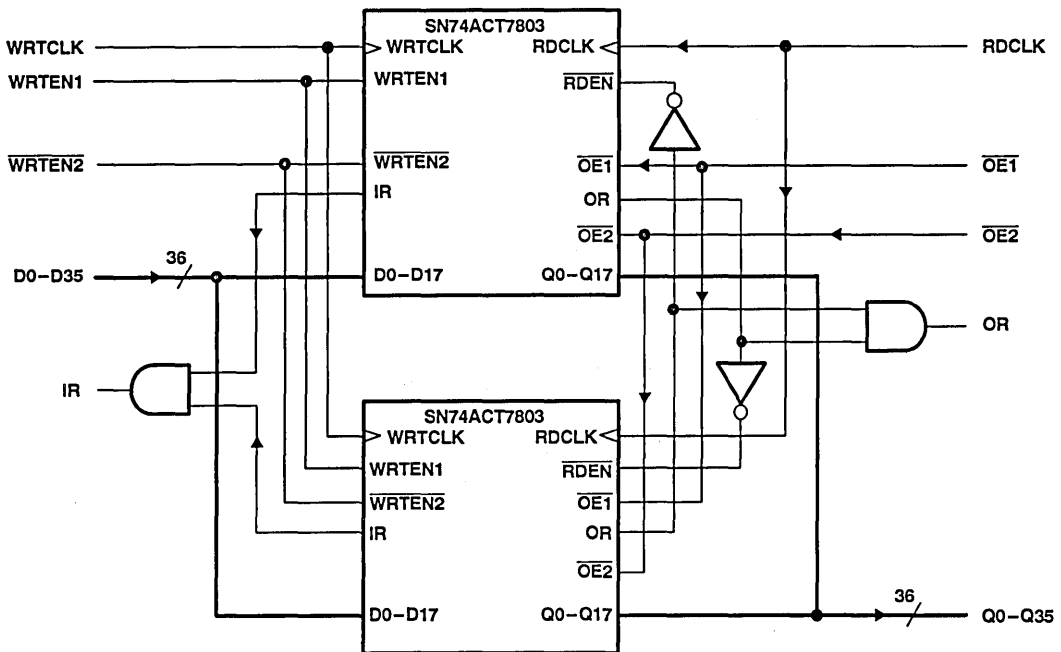 SN74ACT7803
WRTCLK
WRTCLK
RDCLK
RDCLK
WRTEN1
WRTEN1
RDEN
WRTEN2
WRTEN2
OE1
OE1
IR
OR
OE2
OE2
D0–D35
36
D0–D17
Q0–Q17
OR
IR
SN74ACT7803
WRTCLK
RDCLK
WRTEN1
RDEN
WRTEN2
OE1
IR
OR
OE2
D0–D17
Q0–Q17
36
Q0–Q35